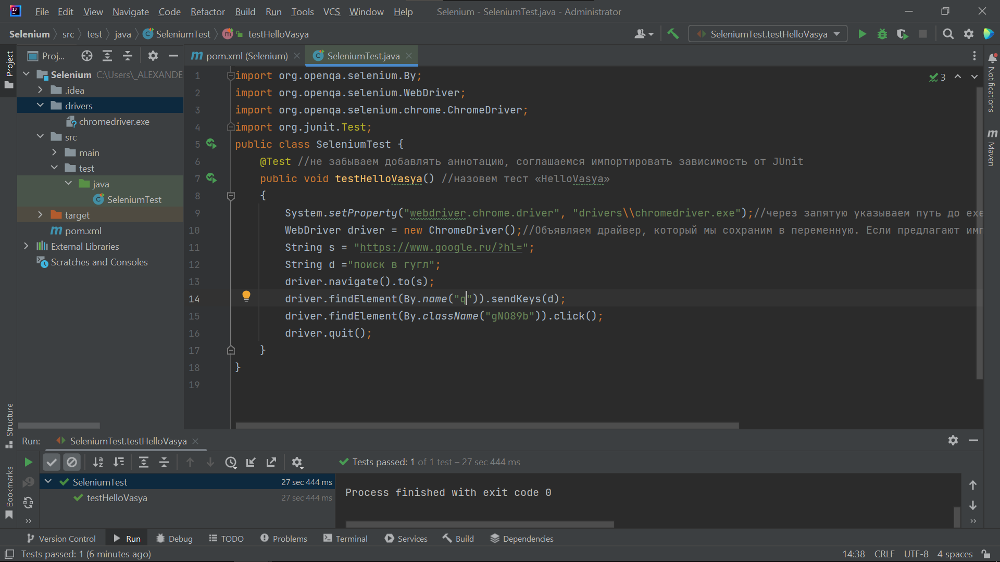 File Edit View Navigate Code Refactor Build Run Tools VCS Window Help Selenium - SeleniumTest.java - Administrator
Selenium src test java SeleniumTest testHelloVasya SeleniumTest.testHelloVasya
Project
Proj...
pom.xml (Selenium) SeleniumTest.java
Selenium C:\Users\_ALEXANDE
.idea
drivers
chromedriver.exe
src
main
test
java
SeleniumTest
target
pom.xml
External Libraries
Scratches and Consoles
3
1 import org.openqa.selenium.By;
2 import org.openqa.selenium.WebDriver;
3 import org.openqa.selenium.chrome.ChromeDriver;
4 import org.junit.Test;
5 public class SeleniumTest {
6 @Test //не забываем добавлять аннотацию, соглашаемся импортировать зависимость от JUnit
7 public void testHelloVasya() //назовем тест «HelloVasya»
8 {
9 System.setProperty("webdriver.chrome.driver", "drivers\\chromedriver.exe");//через запятую указываем путь до exe
10 WebDriver driver = new ChromeDriver();//Объявляем драйвер, который мы сохраним в переменную. Если предлагают имп
11 String s = "https://www.google.ru/?hl=";
12 String d ="поиск в гугл";
13 driver.navigate().to(s);
14 driver.findElement(By.name("q")).sendKeys(d);
15 driver.findElement(By.className("gNO89b")).click();
16 driver.quit();
17 }
18 }
19
Notifications
Maven
Structure
Bookmarks
Run: SeleniumTest.testHelloVasya
Tests passed: 1 of 1 test – 27 sec 444 ms
SeleniumTest 27 sec 444 ms
testHelloVasya 27 sec 444 ms
Process finished with exit code 0
Version Control Run Debug TODO Problems Terminal Services Build Dependencies
Tests passed: 1 (6 minutes ago) 14:38 CRLF UTF-8 4 spaces